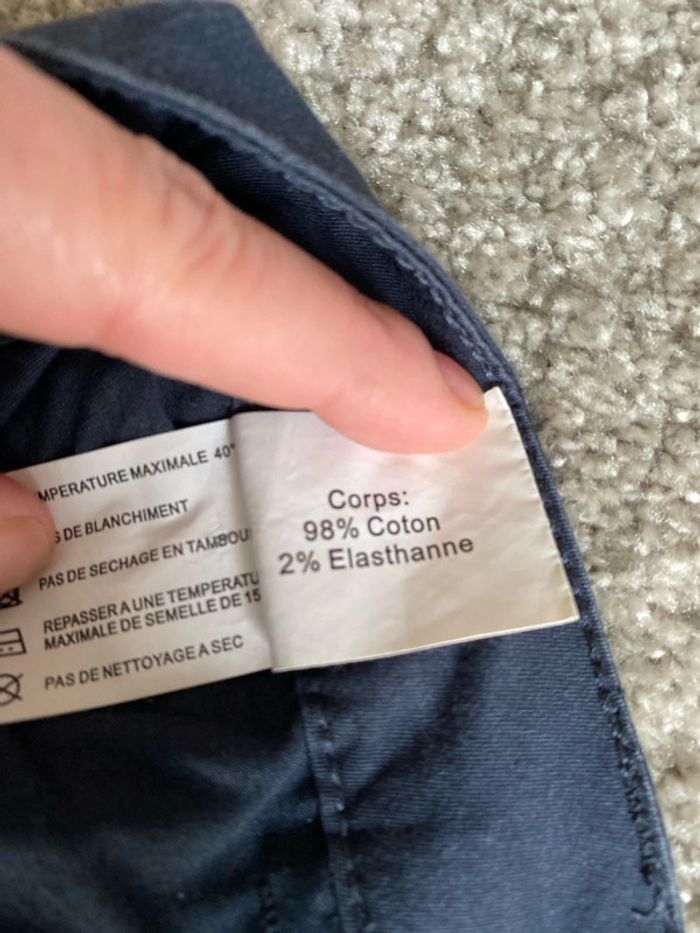 MPERATURE MAXIMALE 40°
DE BLANCHIMENT
PAS DE SECHAGE EN TAMBOU
REPASSER A UNE TEMPERATU
MAXIMALE DE SEMELLE DE 15
PAS DE NETTOYAGE A SEC
Corps:
98% Coton
2% Elasthanne